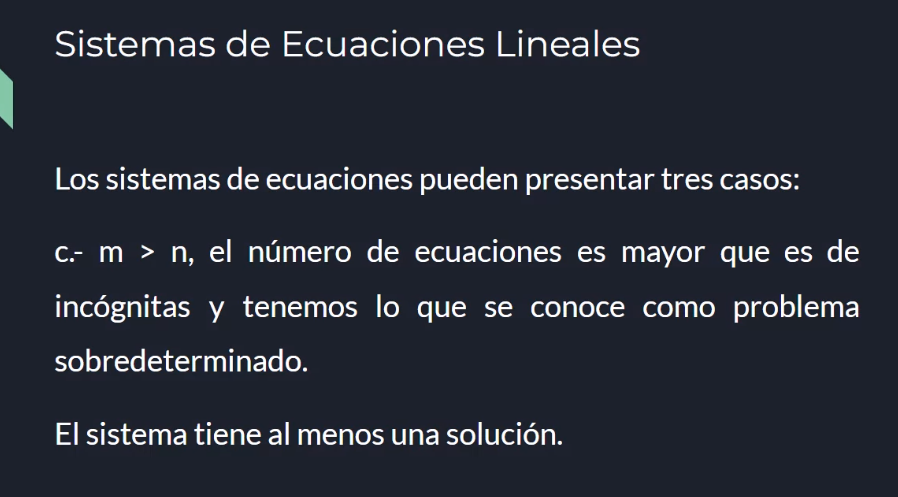 Sistemas de Ecuaciones Lineales
Los sistemas de ecuaciones pueden presentar tres casos:
c.- m > n, el número de ecuaciones es mayor que es de
incógnitas y tenemos lo que se conoce como problema
sobredeterminado.
El sistema tiene al menos una solución.